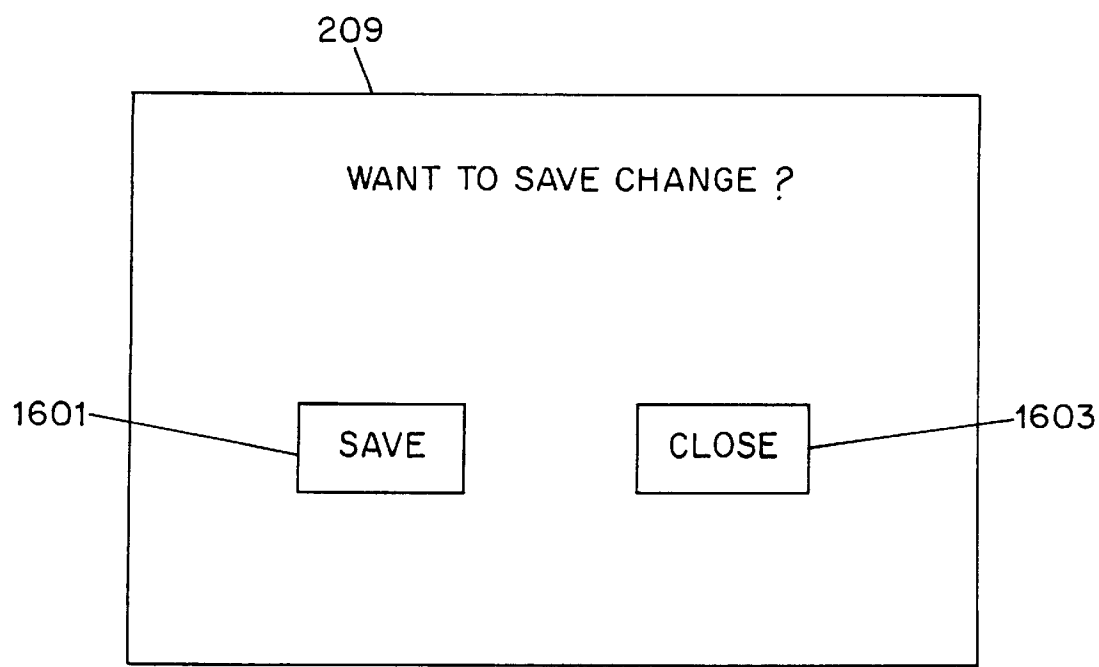 209
WANT TO SAVE CHANGE ?
1601
SAVE
CLOSE
1603